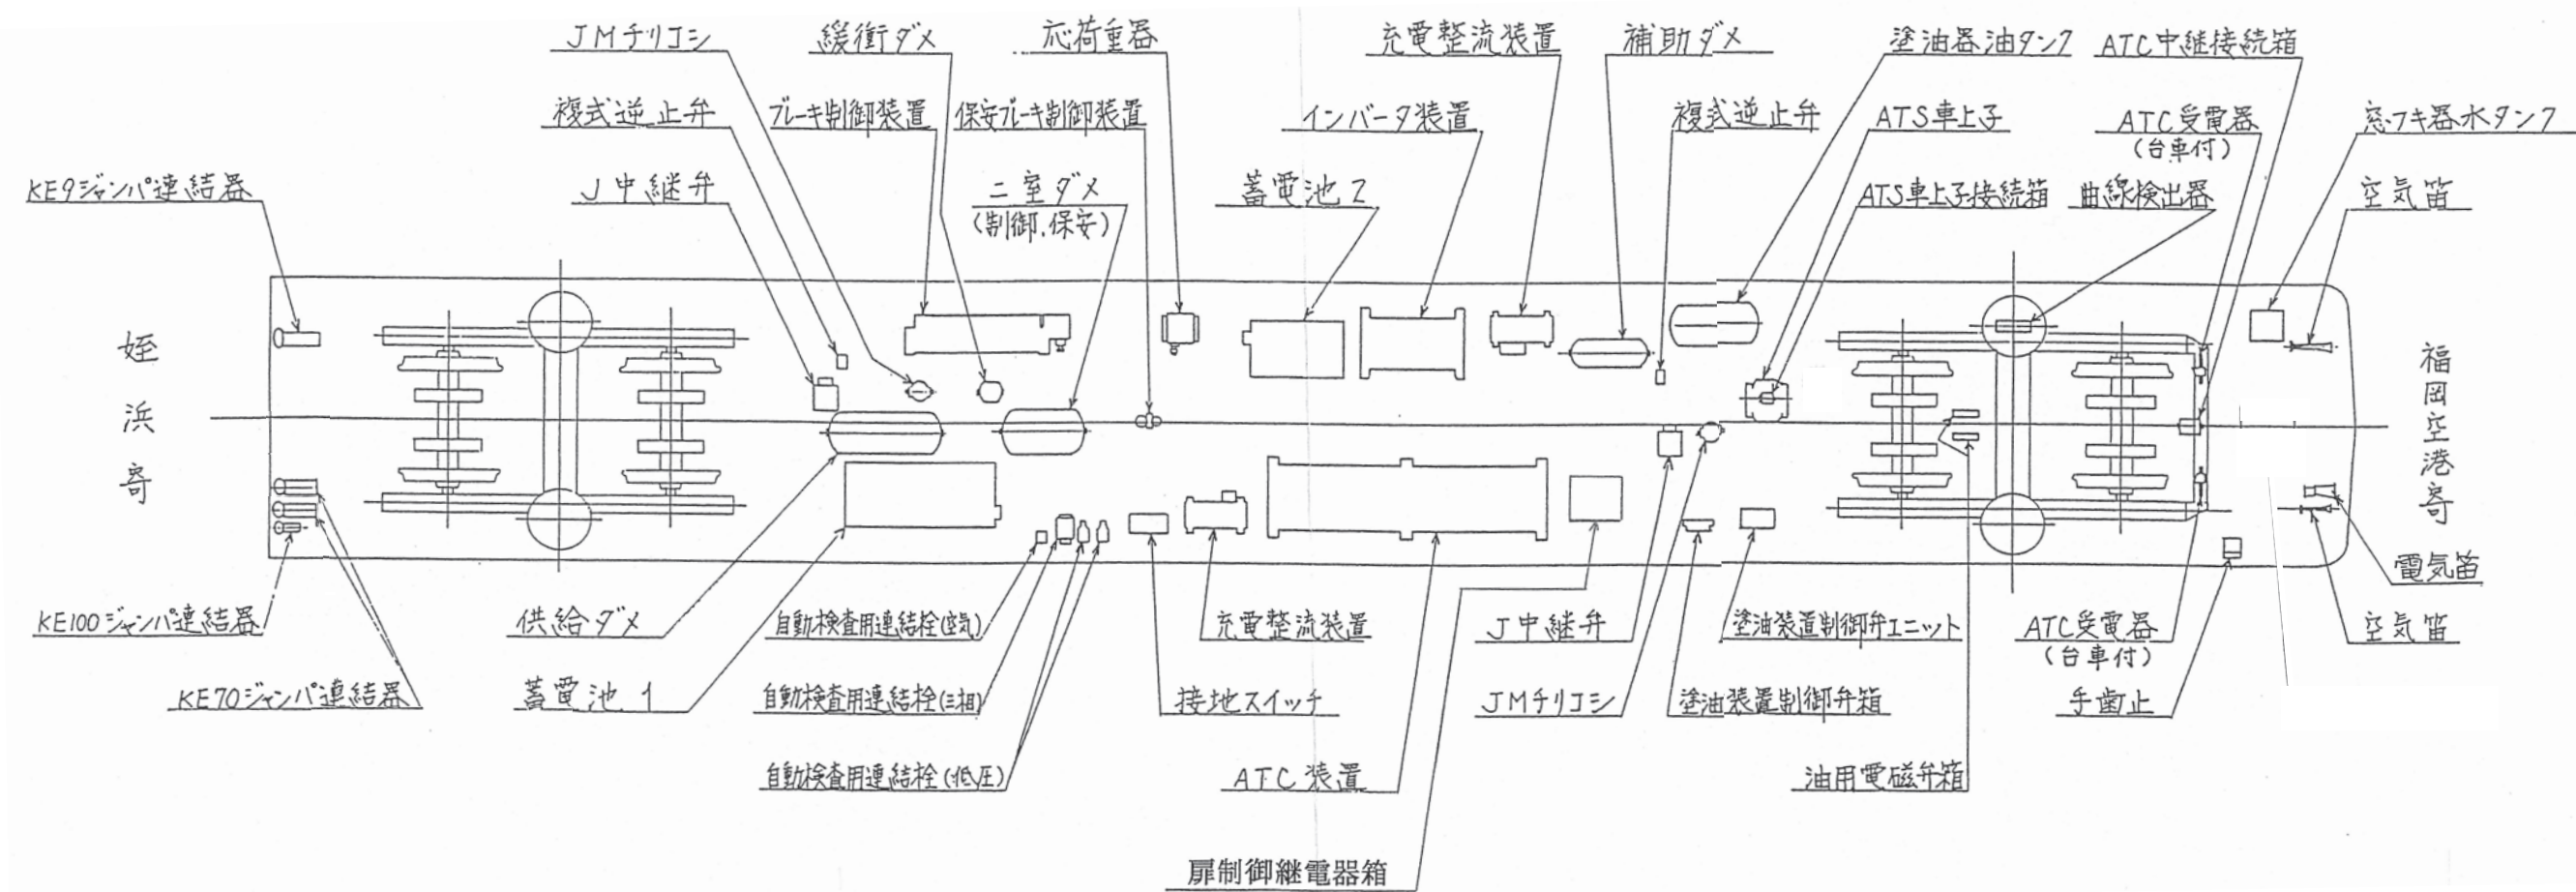 JMチリコシ
緩衝ダメ
応荷重器
充電整流装置
補助ダメ
塗油器油タンク
ATC中継接続箱
複式逆止弁
ブレーキ制御装置
保安ブレーキ制御装置
インバータ装置
複式逆止弁
ATS車上子
ATC受電器
(台車付)
窓フキ器水タンク
KE9ジャンパ連結器
J中継弁
二室ダメ
(制御.保安)
蓄電池2
ATS車上子接続箱
曲線検出器
空気笛
姪浜寄
福岡空港寄
電気笛
KE100ジャンパ連結器
供給ダメ
自動検査用連結栓(空気)
充電整流装置
J中継弁
塗油装置制御弁ユニット
ATC受電器
(台車付)
空気笛
KE70ジャンパ連結器
蓄電池1
自動検査用連結栓(三相)
接地スイッチ
JMチリコシ
塗油装置制御弁箱
手歯止
自動検査用連結栓(低圧)
ATC装置
油用電磁弁箱
扉制御継電器箱